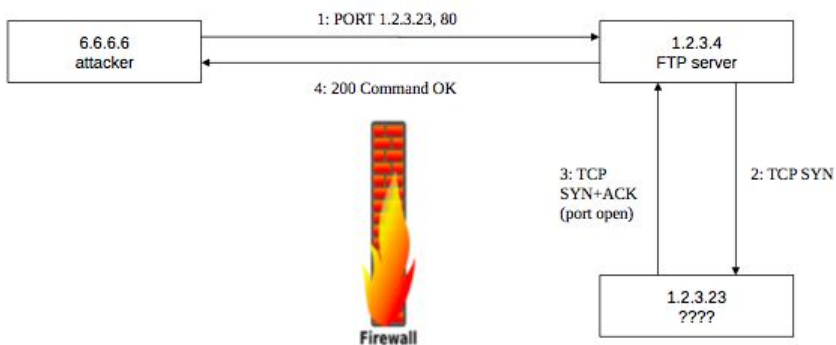 1: PORT 1.2.3.23, 80
6.6.6.6
attacker
1.2.3.4
FTP server
4: 200 Command OK
3: TCP
SYN+ACK
(port open)
2: TCP SYN
1.2.3.23
????
Firewall